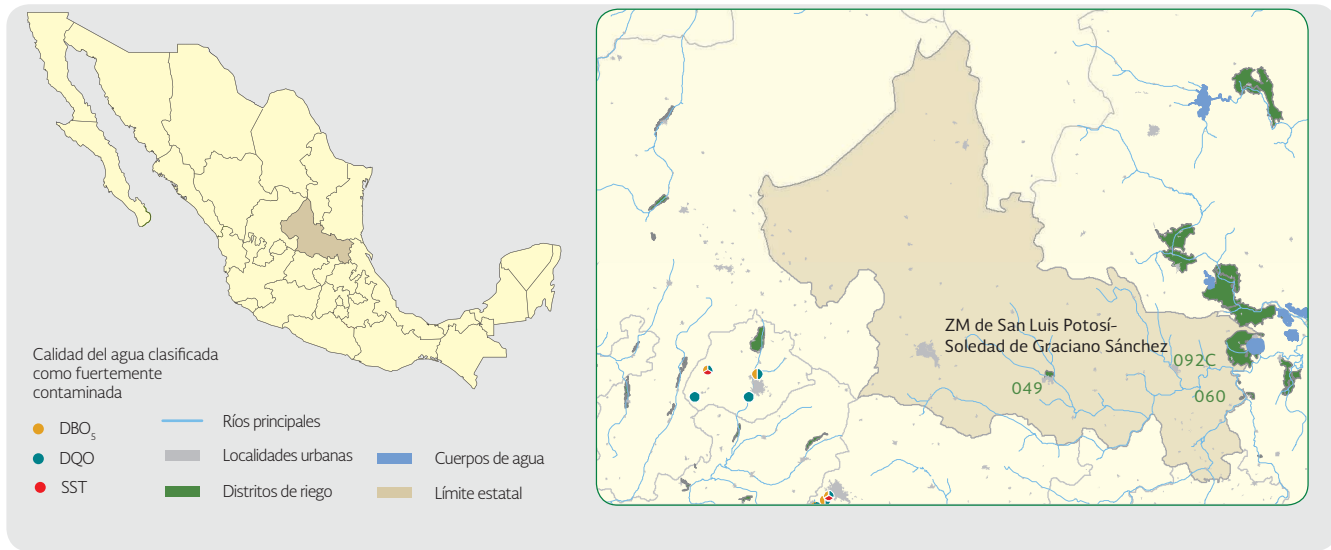 Calidad del agua clasificada
como fuertemente
contaminada
DBO5
DQO
SST
Ríos principales
Localidades urbanas
Distritos de riego
Cuerpos de agua
Límite estatal
ZM de San Luis Potosí-
Soledad de Graciano Sánchez
092C
049
060